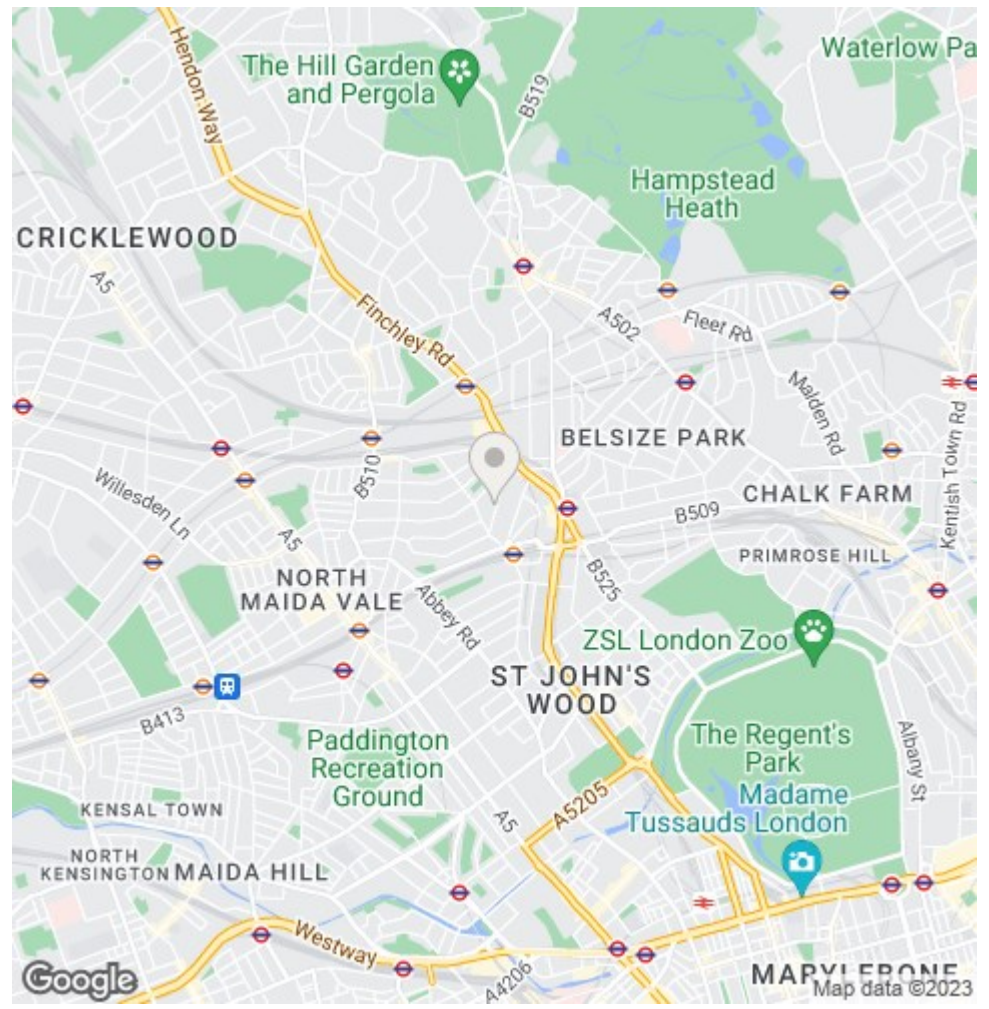 Hendon Way
The Hill Garden
and Pergola
B519
Waterlow Pa
Hampstead
Heath
CRICKLEWOOD
A5
Finchley Rd
A502
Fleet Rd
Malden Rd
BELSIZE PARK
Kentish Town Rd
Willesden Ln
B510
A5
CHALK FARM
B509
PRIMROSE HILL
NORTH
MAIDA VALE
Abbey Rd
B525
ZSL London Zoo
ST JOHN'S
WOOD
B413
Paddington
Recreation
Ground
The Regent's
Park
Albany St
Madame
Tussauds London
KENSAL TOWN
A5
A5205
NORTH
KENSINGTON
MAIDA HILL
Westway
A4206
MARYLEBONE
Google
Map data ©2023